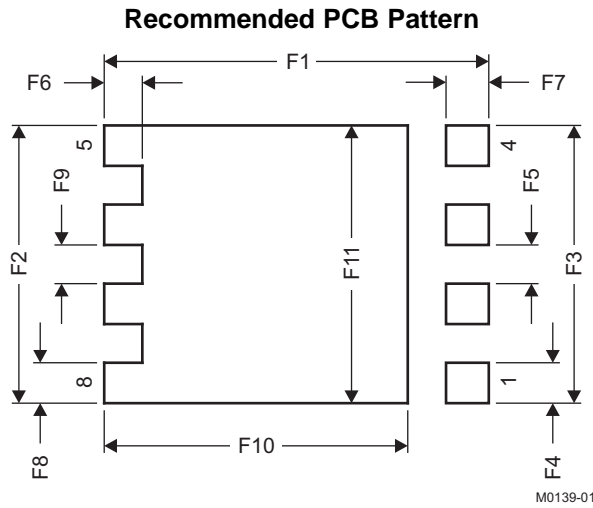 Recommended PCB Pattern
F1
F6
F7
5
4
F9
F5
F2
F11
F3
8
1
F10
F8
F4
M0139-01